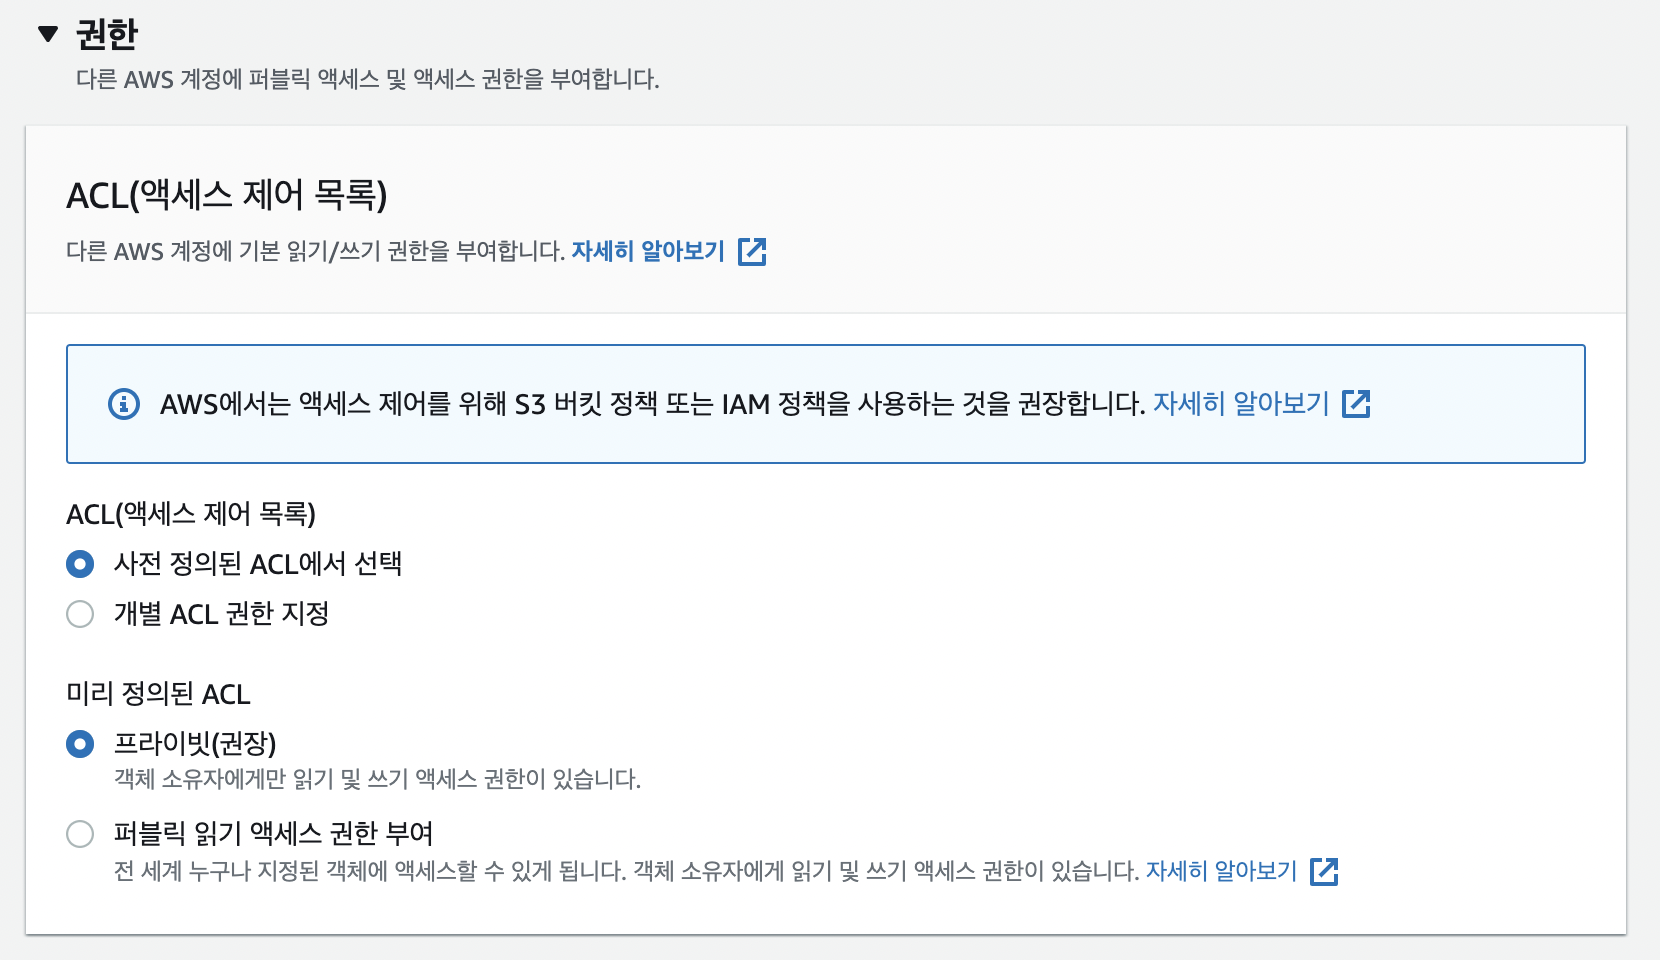 권한
다른 AWS 계정에 퍼블릭 액세스 및 액세스 권한을 부여합니다.
ACL(액세스 제어 목록)
다른 AWS 계정에 기본 읽기/쓰기 권한을 부여합니다. 자세히 알아보기
AWS에서는 액세스 제어를 위해 S3 버킷 정책 또는 IAM 정책을 사용하는 것을 권장합니다. 자세히 알아보기
ACL(액세스 제어 목록)
사전 정의된 ACL에서 선택
개별 ACL 권한 지정
미리 정의된 ACL
프라이빗(권장)
객체 소유자에게만 읽기 및 쓰기 액세스 권한이 있습니다.
퍼블릭 읽기 액세스 권한 부여
전 세계 누구나 지정된 객체에 액세스할 수 있게 됩니다. 객체 소유자에게 읽기 및 쓰기 액세스 권한이 있습니다. 자세히 알아보기